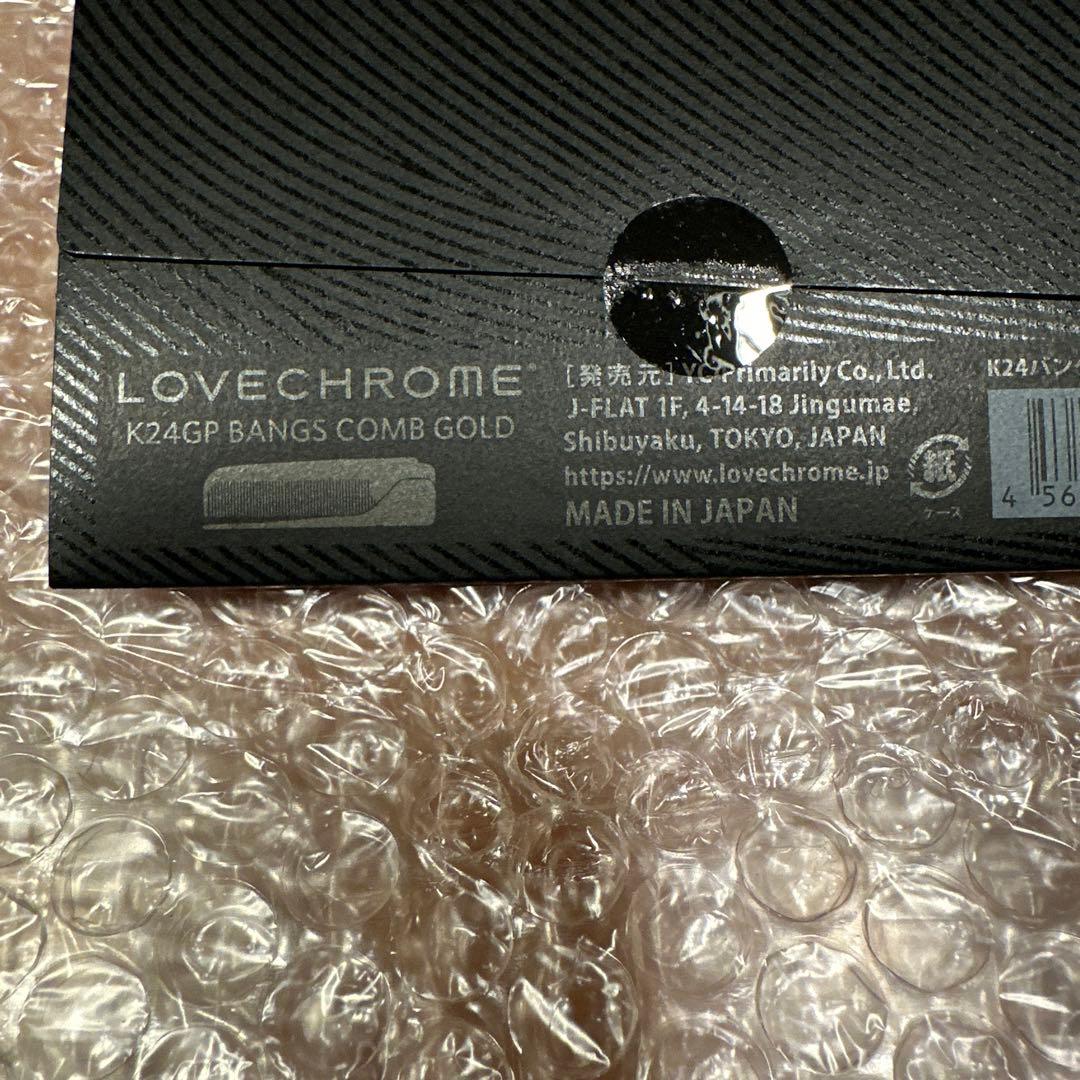 LOVECHROME®
K24GP BANGS COMB GOLD
[発売元] YC Primarily Co., Ltd.
J-FLAT 1F, 4-14-18 Jingumae,
Shibuyaku, TOKYO, JAPAN
https://www.lovechrome.jp
MADE IN JAPAN
紙
ケース
K24バン
4 56